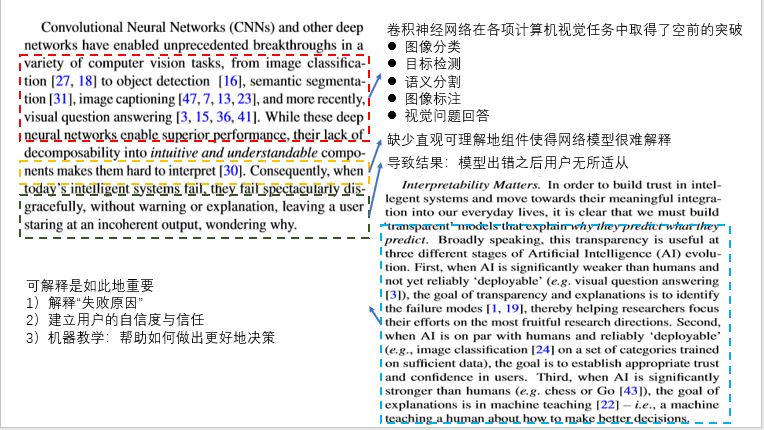 Convolutional Neural Networks (CNNs) and other deep
networks have enabled unprecedented breakthroughs in a
variety of computer vision tasks, from image classifica-
tion [27, 18] to object detection [16], semantic segmenta-
tion [31], image captioning [47, 7, 13, 23], and more recently,
visual question answering [3, 15, 36, 41]. While these deep
neural networks enable superior performance, their lack of
decomposability into intuitive and understandable compo-
nents makes them hard to interpret [30]. Consequently, when
today's intelligent systems fail, they fail spectacularly dis-
gracefully, without warning or explanation, leaving a user
staring at an incoherent output, wondering why.
卷积神经网络在各项计算机视觉任务中取得了空前的突破
● 图像分类
● 目标检测
● 语义分割
● 图像标注
● 视觉问题回答
缺少直观可理解地组件使得网络模型很难解释
导致结果：模型出错之后用户无所适从
Interpretability Matters. In order to build trust in intel-
legent systems and move towards their meaningful integra-
tion into our everyday lives, it is clear that we must build
'transparent' models that explain why they predict what they
predict. Broadly speaking, this transparency is useful at
three different stages of Artificial Intelligence (AI) evolu-
tion. First, when AI is significantly weaker than humans and
not yet reliably 'deployable' (e.g. visual question answering
[3]), the goal of transparency and explanations is to identify
the failure modes [1, 19], thereby helping researchers focus
their efforts on the most fruitful research directions. Second,
when AI is on par with humans and reliably 'deployable'
(e.g., image classification [24] on a set of categories trained
on sufficient data), the goal is to establish appropriate trust
and confidence in users. Third, when AI is significantly
stronger than humans (e.g. chess or Go [43]), the goal of
explanations is in machine teaching [22] – i.e., a machine
teaching a human about how to make better decisions.
可解释是如此地重要
1）解释“失败原因”
2）建立用户的自信度与信任
3）机器教学：帮助如何做出更好地决策